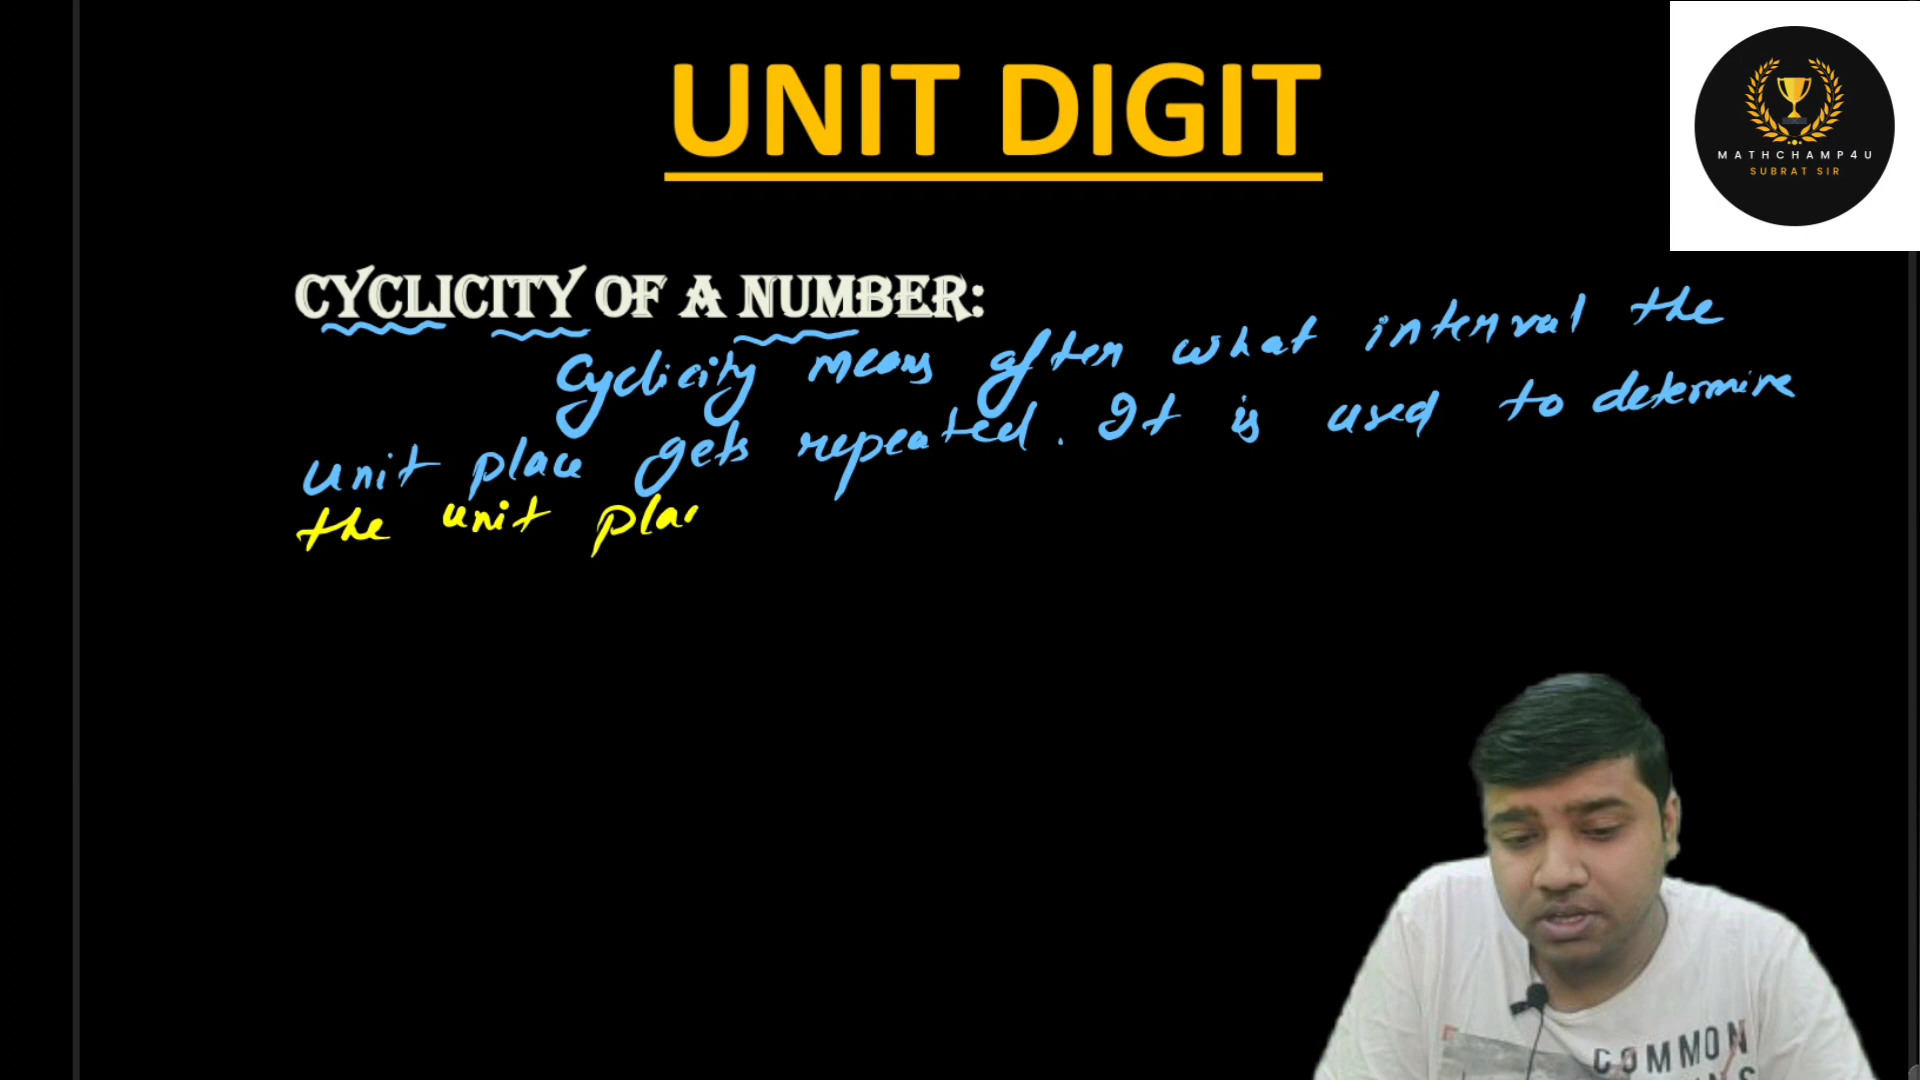 UNIT DIGIT
MATHCHAMP4U
SUBRAT SIR
CYCLICITY OF A NUMBER:
Cyclicity means after what interval the
unit place gets repeated. It is used to determine
the unit plac
COMMON